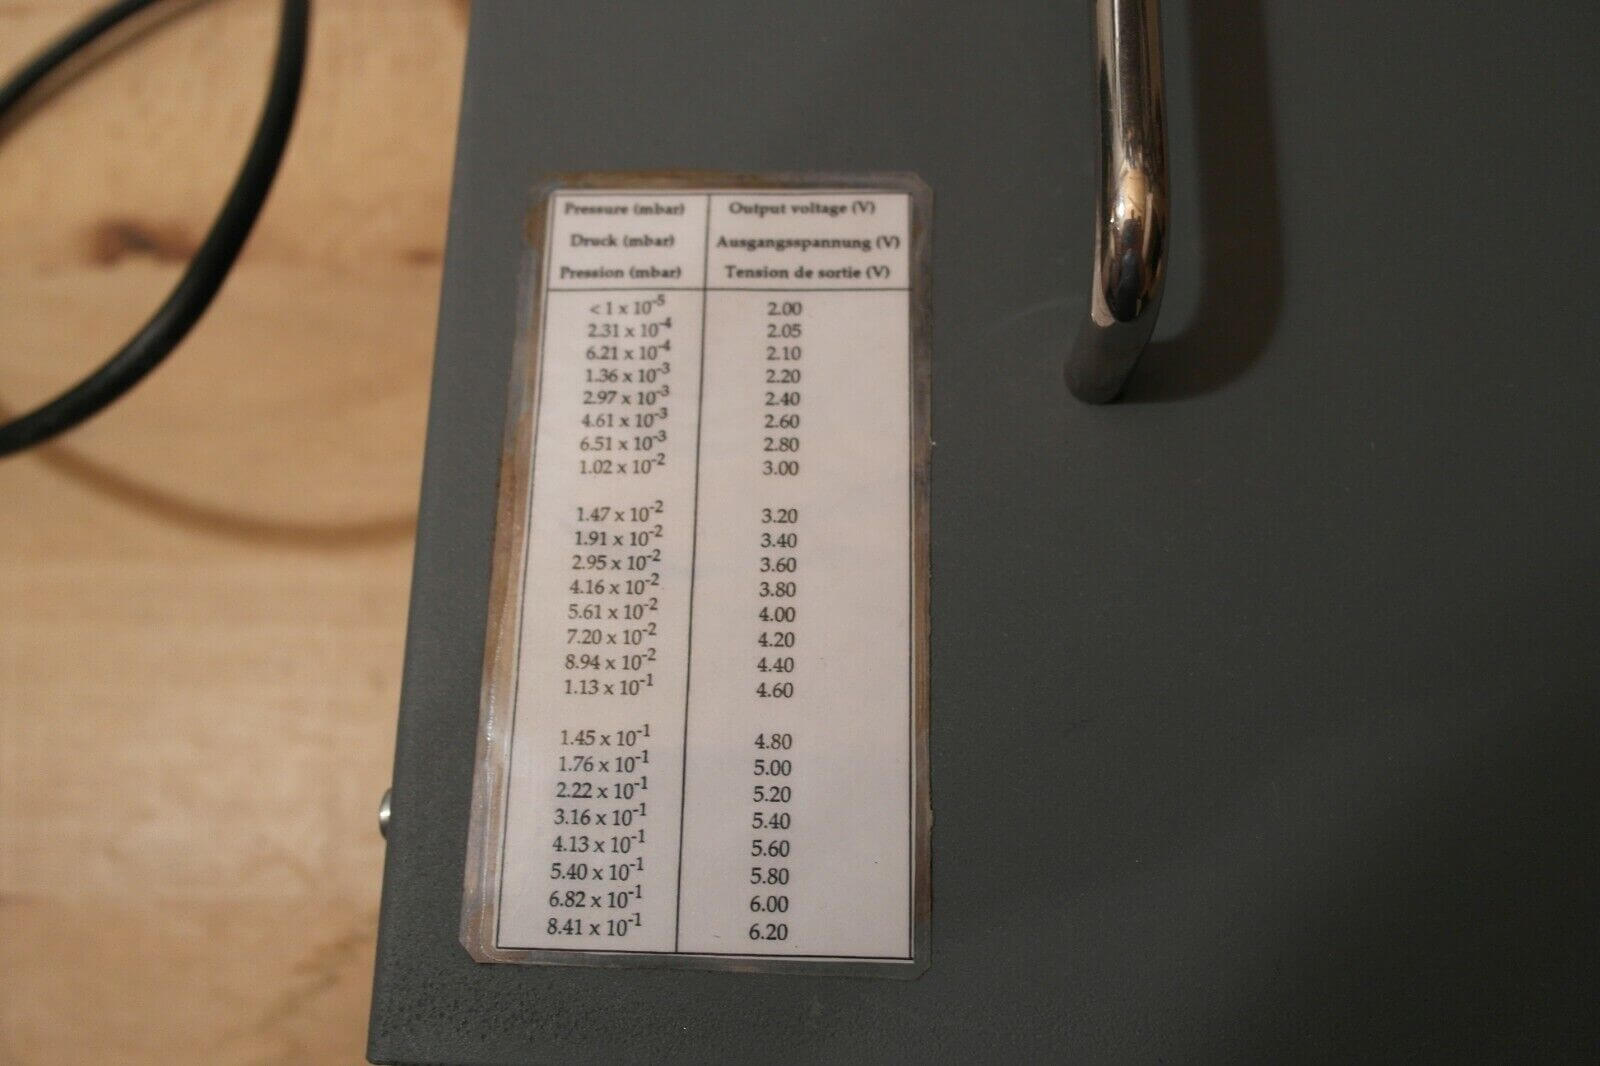 Pressure (mbar) Output voltage (V)
Druck (mbar) Ausgangsspannung (V)
Pression (mbar) Tension de sortie (V)
< 1 x 10⁻⁵ 2.00
2.31 x 10⁻⁴ 2.05
6.21 x 10⁻⁴ 2.10
1.36 x 10⁻³ 2.20
2.97 x 10⁻³ 2.40
4.61 x 10⁻³ 2.60
6.51 x 10⁻³ 2.80
1.02 x 10⁻² 3.00
1.47 x 10⁻² 3.20
1.91 x 10⁻² 3.40
2.95 x 10⁻² 3.60
4.16 x 10⁻² 3.80
5.61 x 10⁻² 4.00
7.20 x 10⁻² 4.20
8.94 x 10⁻² 4.40
1.13 x 10⁻¹ 4.60
1.45 x 10⁻¹ 4.80
1.76 x 10⁻¹ 5.00
2.22 x 10⁻¹ 5.20
3.16 x 10⁻¹ 5.40
4.13 x 10⁻¹ 5.60
5.40 x 10⁻¹ 5.80
6.82 x 10⁻¹ 6.00
8.41 x 10⁻¹ 6.20